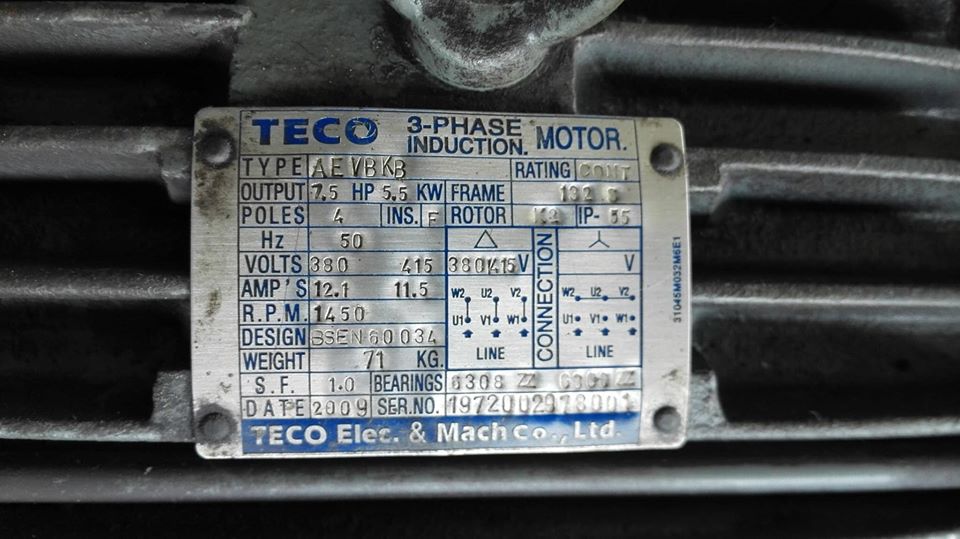 TECO 3-PHASE INDUCTION. MOTOR.
TYPE AEVBKB RATING CONT
OUTPUT 7.5 HP 5.5 KW FRAME 132 S
POLES 4 INS. F ROTOR IP-55
Hz 50
VOLTS 380 415 380/415 V CONNECTION V
AMP'S 12.1 11.5 W2 U2 V2 W2 U2 V2
R.P.M. 1450 U1 V1 W1 U1 V1 W1
DESIGN BSEN60034 LINE LINE
WEIGHT 71 KG.
S.F. 1.0 BEARINGS 6308 ZZ ZZ
DATE 2009 SER.NO.
TECO Elec. & Mach Co., Ltd.
31045M032M6E1